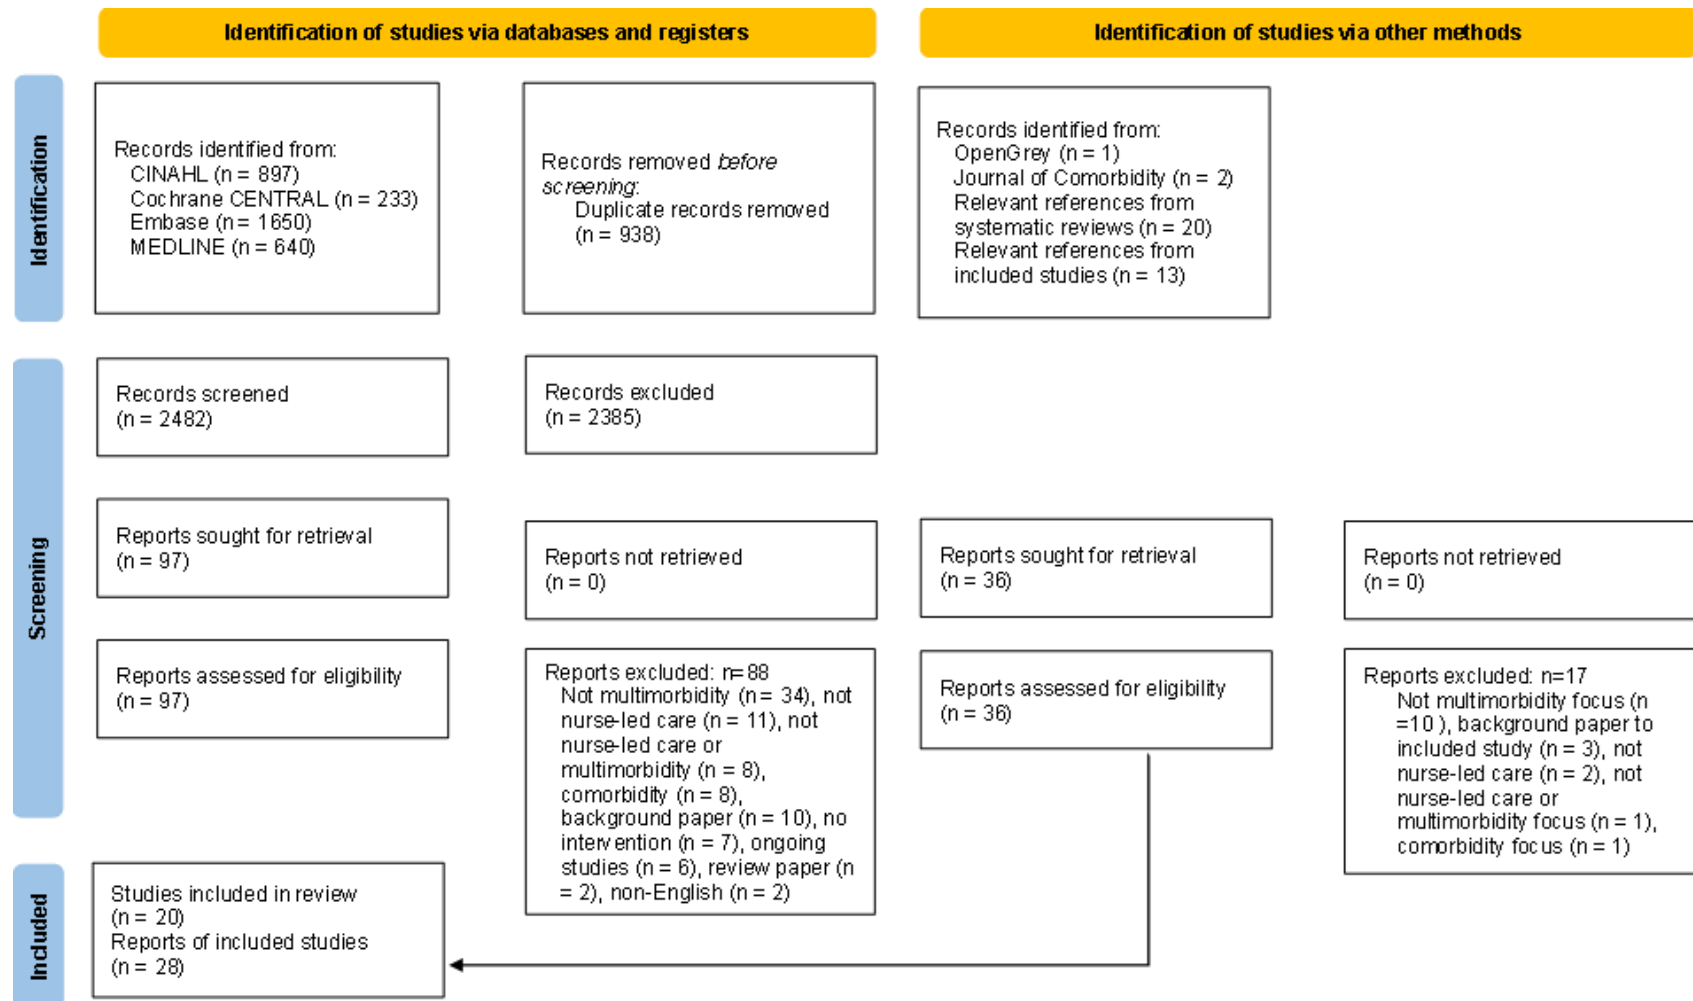 Identification of studies via databases and registers
Identification of studies via other methods
Identification
Records identified from:
CINAHL (n = 897)
Cochrane CENTRAL (n = 233)
Embase (n = 1650)
MEDLINE (n = 640)
Records removed before
screening:
Duplicate records removed
(n = 938)
Records identified from:
OpenGrey (n = 1)
Journal of Comorbidity (n = 2)
Relevant references from
systematic reviews (n = 20)
Relevant references from
included studies (n = 13)
Screening
Records screened
(n = 2482)
Records excluded
(n = 2385)
Reports sought for retrieval
(n = 97)
Reports not retrieved
(n = 0)
Reports sought for retrieval
(n = 36)
Reports not retrieved
(n = 0)
Reports assessed for eligibility
(n = 97)
Reports excluded: n=88
Not multimorbidity (n = 34), not
nurse-led care (n = 11), not
nurse-led care or
multimorbidity (n = 8),
comorbidity (n = 8),
background paper (n = 10), no
intervention (n = 7), ongoing
studies (n = 6), review paper (n
= 2), non-English (n = 2)
Reports assessed for eligibility
(n = 36)
Reports excluded: n=17
Not multimorbidity focus (n
=10 ), background paper to
included study (n = 3), not
nurse-led care (n = 2), not
nurse-led care or
multimorbidity focus (n = 1),
comorbidity focus (n = 1)
Included
Studies included in review
(n = 20)
Reports of included studies
(n = 28)